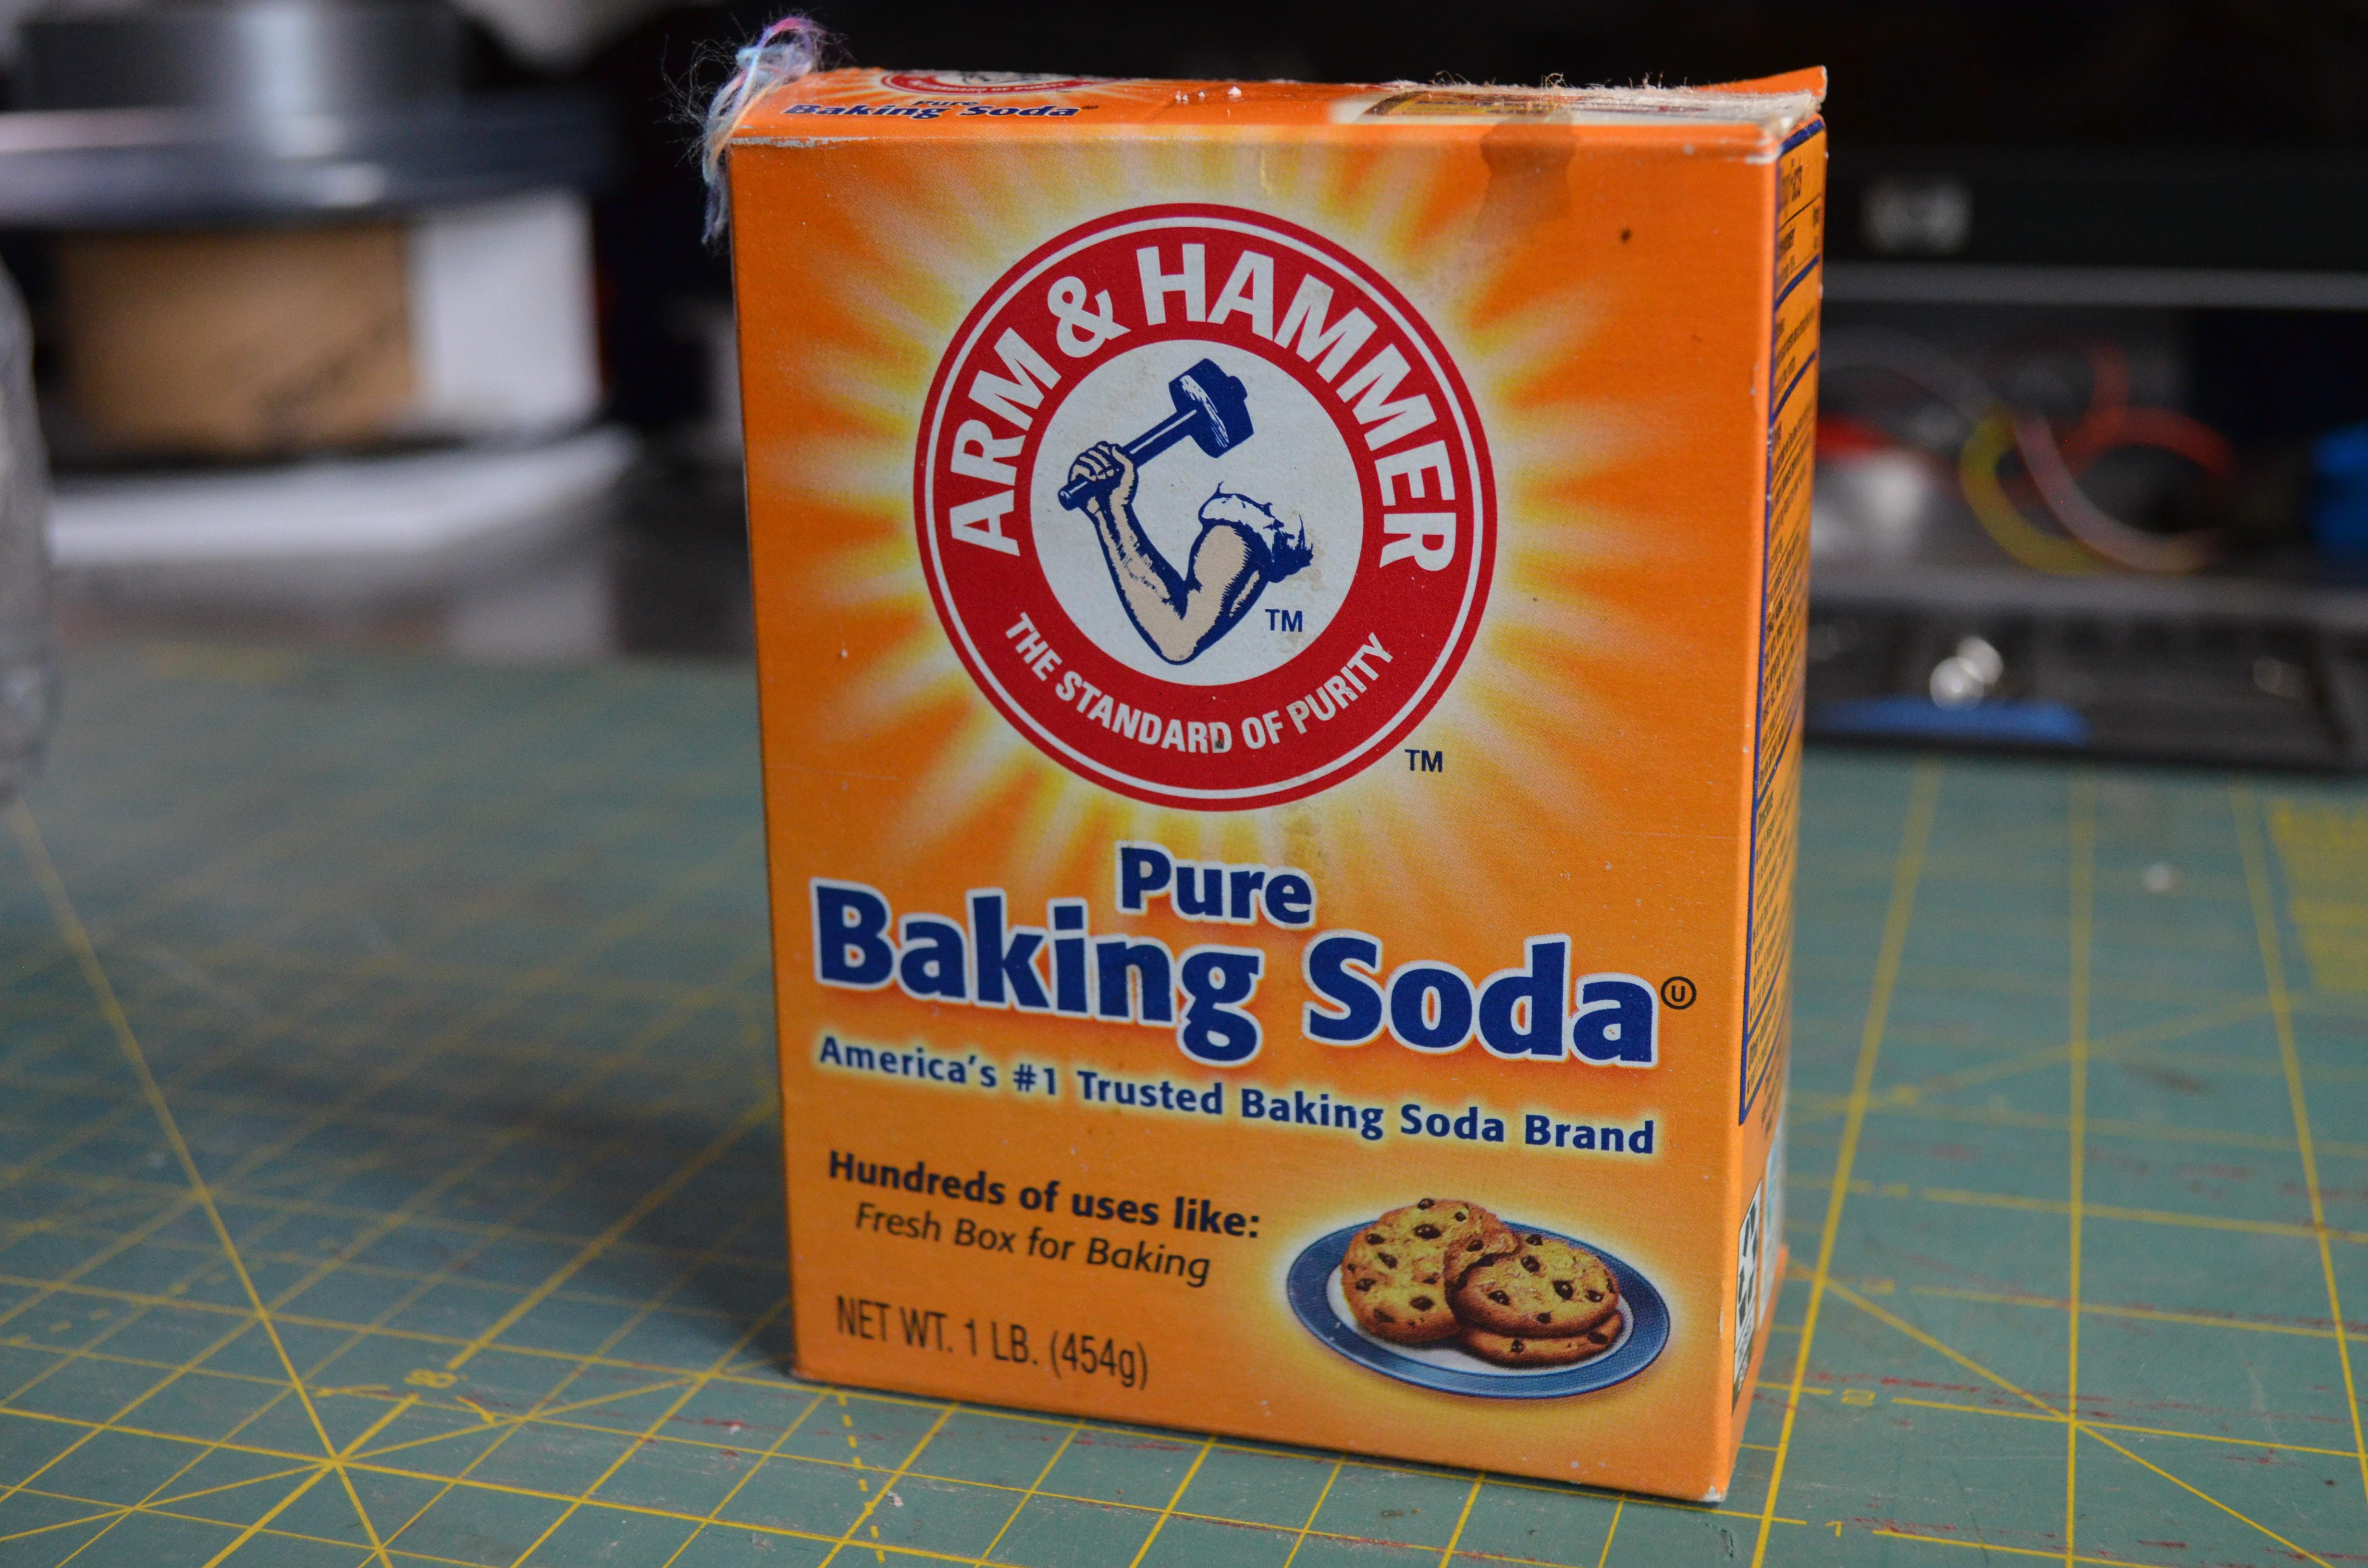 Pure
Baking Soda
ARM & HAMMER
TM
THE STANDARD OF PURITY
TM
Pure
Baking Soda Ⓤ
America's #1 Trusted Baking Soda Brand
Hundreds of uses like:
Fresh Box for Baking
NET WT. 1 LB. (454g)